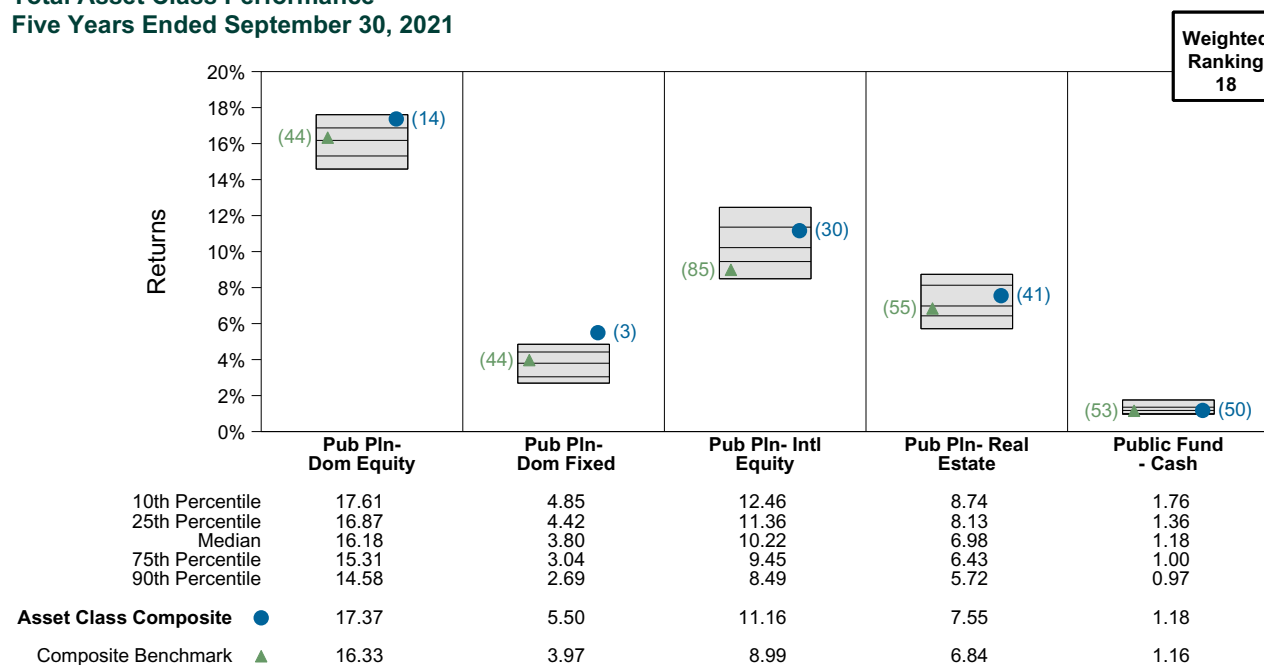 Total Asset Class Performance
Five Years Ended September 30, 2021
Weighted
Ranking
18
20%
18%
16%
14%
12%
10%
8%
6%
4%
2%
0%
Returns
(44) (14)
(44) (3)
(85) (30)
(55) (41)
(53) (50)
Pub Pln- Pub Pln- Pub Pln- Intl Pub Pln- Real Public Fund
Dom Equity Dom Fixed Equity Estate - Cash
10th Percentile 17.61 4.85 12.46 8.74 1.76
25th Percentile 16.87 4.42 11.36 8.13 1.36
Median 16.18 3.80 10.22 6.98 1.18
75th Percentile 15.31 3.04 9.45 6.43 1.00
90th Percentile 14.58 2.69 8.49 5.72 0.97
Asset Class Composite 17.37 5.50 11.16 7.55 1.18
Composite Benchmark 16.33 3.97 8.99 6.84 1.16